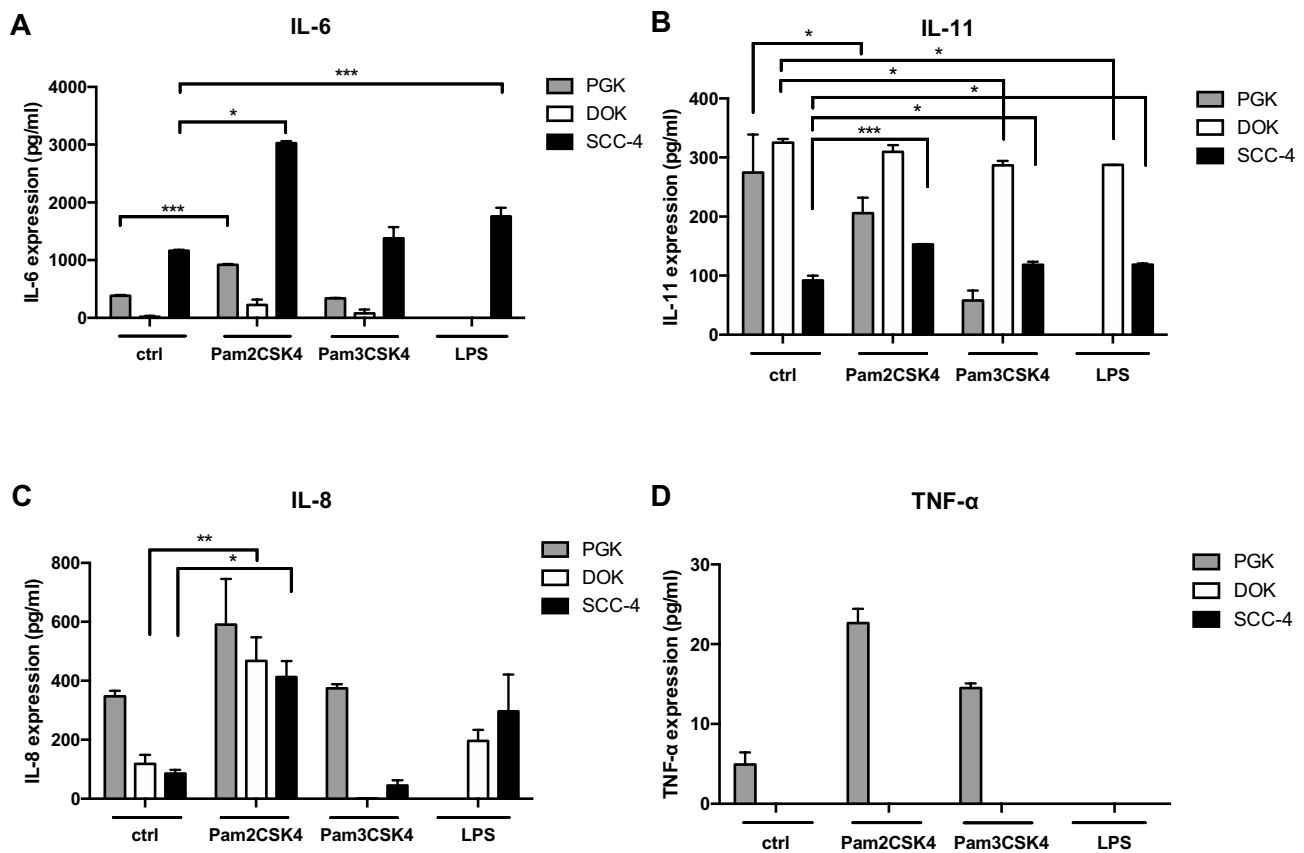 A
IL-6
IL-6 expression (pg/ml)
4000
3000
2000
1000
0
***
*
***
PGK
DOK
SCC-4
ctrl
Pam2CSK4
Pam3CSK4
LPS
B
IL-11
IL-11 expression (pg/ml)
400
300
200
100
0
*
*
*
*
*
***
PGK
DOK
SCC-4
ctrl
Pam2CSK4
Pam3CSK4
LPS
C
IL-8
IL-8 expression (pg/ml)
800
600
400
200
0
**
*
PGK
DOK
SCC-4
ctrl
Pam2CSK4
Pam3CSK4
LPS
D
TNF-α
TNF-α expression (pg/ml)
30
20
10
0
PGK
DOK
SCC-4
ctrl
Pam2CSK4
Pam3CSK4
LPS